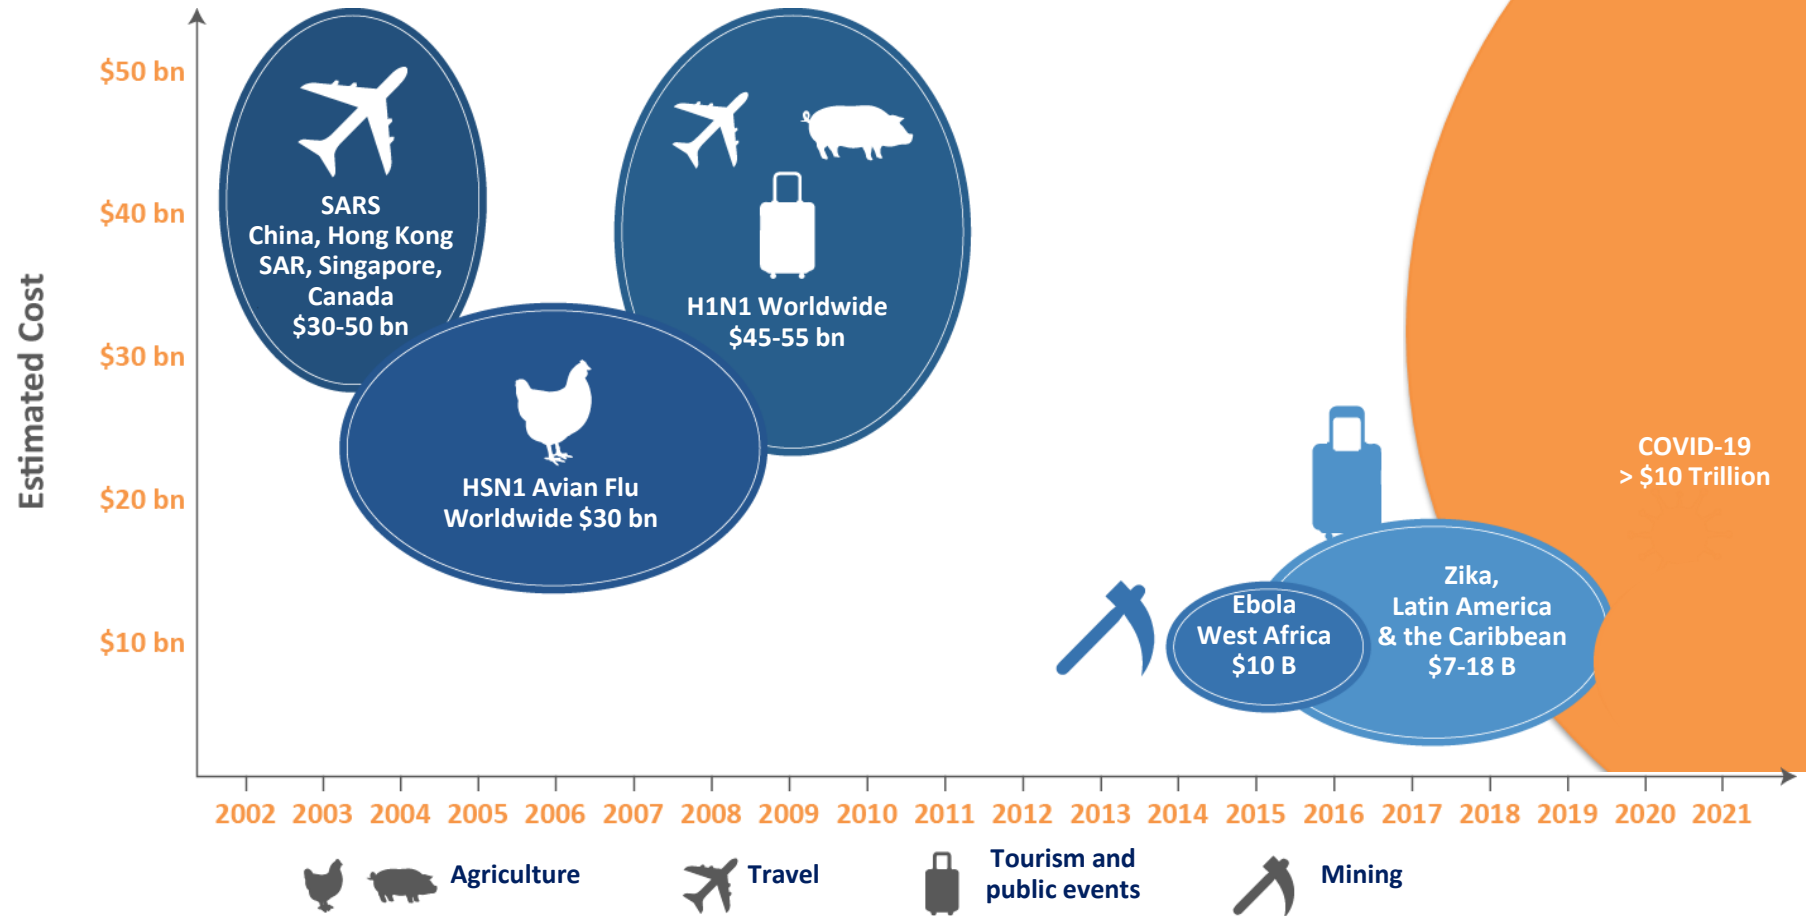 Estimated Cost
$50 bn
$40 bn
$30 bn
$20 bn
$10 bn
SARS
China, Hong Kong
SAR, Singapore,
Canada
$30-50 bn
H1N1 Worldwide
$45-55 bn
HSN1 Avian Flu
Worldwide $30 bn
COVID-19
> $10 Trillion
Ebola
West Africa
$10 B
Zika,
Latin America
& the Caribbean
$7-18 B
2002 2003 2004 2005 2006 2007 2008 2009 2010 2011 2012 2013 2014 2015 2016 2017 2018 2019 2020 2021
Agriculture
Travel
Tourism and
public events
Mining